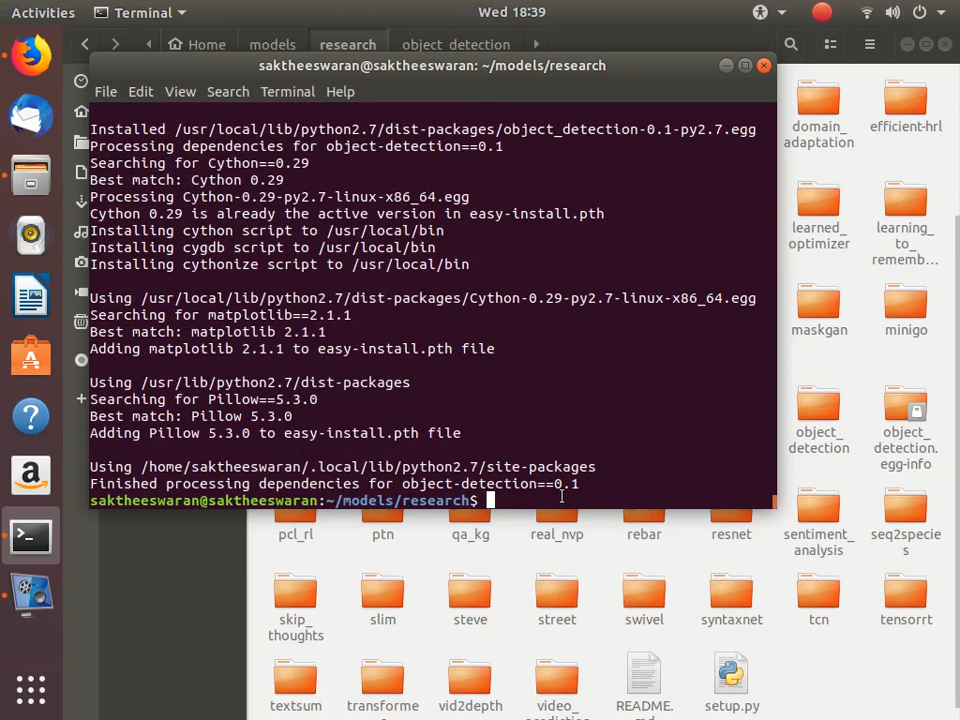 Activities
Terminal
Wed 18:39
Home
models
research
object detection
saktheeswaran@saktheeswaran: ~/models/research
File Edit View Search Terminal Help
Installed /usr/local/lib/python2.7/dist-packages/object_detection-0.1-py2.7.egg
Processing dependencies for object-detection==0.1
Searching for Cython==0.29
Best match: Cython 0.29
Processing Cython-0.29-py2.7-linux-x86_64.egg
Cython 0.29 is already the active version in easy-install.pth
Installing cython script to /usr/local/bin
Installing cygdb script to /usr/local/bin
Installing cythonize script to /usr/local/bin
Using /usr/local/lib/python2.7/dist-packages/Cython-0.29-py2.7-linux-x86_64.egg
Searching for matplotlib==2.1.1
Best match: matplotlib 2.1.1
Adding matplotlib 2.1.1 to easy-install.pth file
Using /usr/lib/python2.7/dist-packages
Searching for Pillow==5.3.0
Best match: Pillow 5.3.0
Adding Pillow 5.3.0 to easy-install.pth file
Using /home/saktheeswaran/.local/lib/python2.7/site-packages
Finished processing dependencies for object-detection==0.1
saktheeswaran@saktheeswaran:~/models/research$
domain_
adaptation
efficient-hrl
learned_
optimizer
learning_
to_
rememb…
maskgan
minigo
object_
detection
object_
detection.
egg-info
pcl_rl
ptn
qa_kg
real_nvp
rebar
resnet
sentiment_
analysis
seq2specie
s
skip_
thoughts
slim
steve
street
swivel
syntaxnet
tcn
tensorrt
textsum
transforme
vid2depth
video_
README.
setup.py